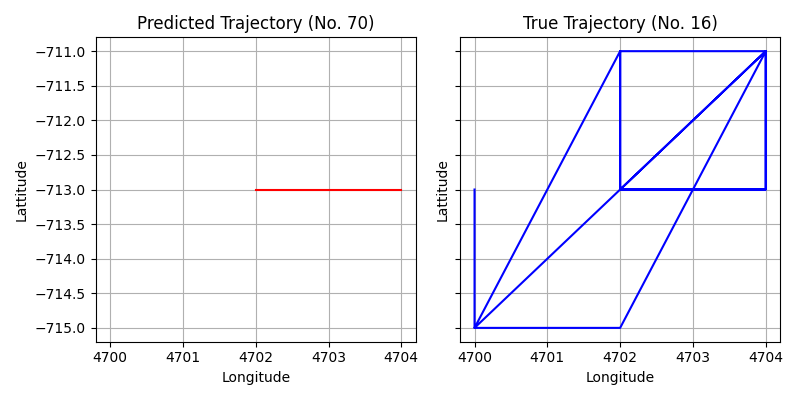 Predicted Trajectory (No. 70)
−711.0
−711.5
−712.0
−712.5
−713.0
−713.5
−714.0
−714.5
−715.0
Lattitude
4700 4701 4702 4703 4704
Longitude
True Trajectory (No. 16)
Lattitude
4700 4701 4702 4703 4704
Longitude